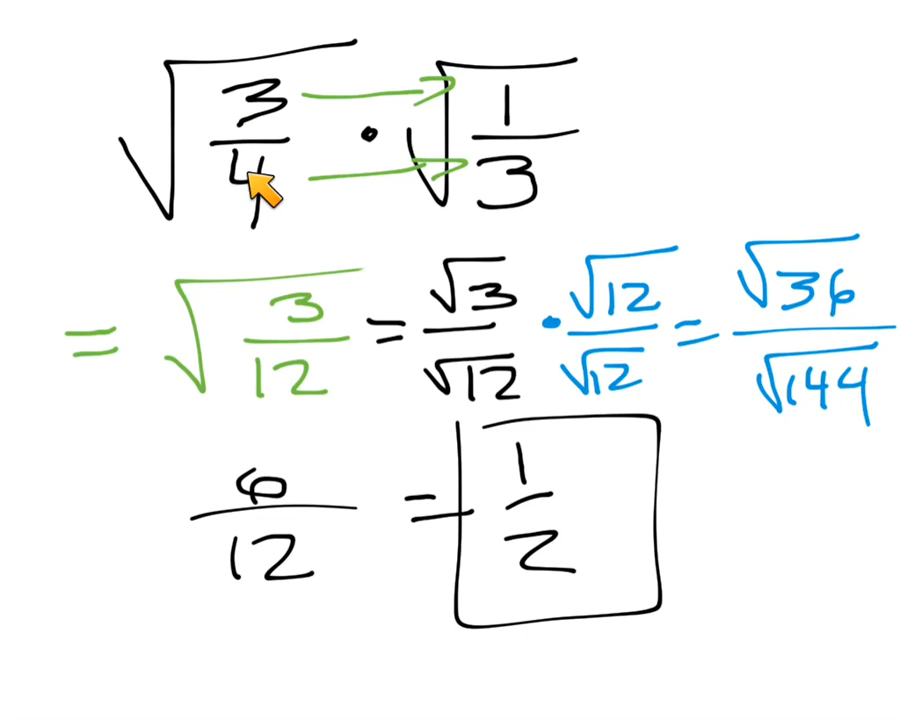 √(3/4) · √(1/3)
= √(3/12) = √3/√12 · √12/√12 = √36/√144
6/12 = 1/2